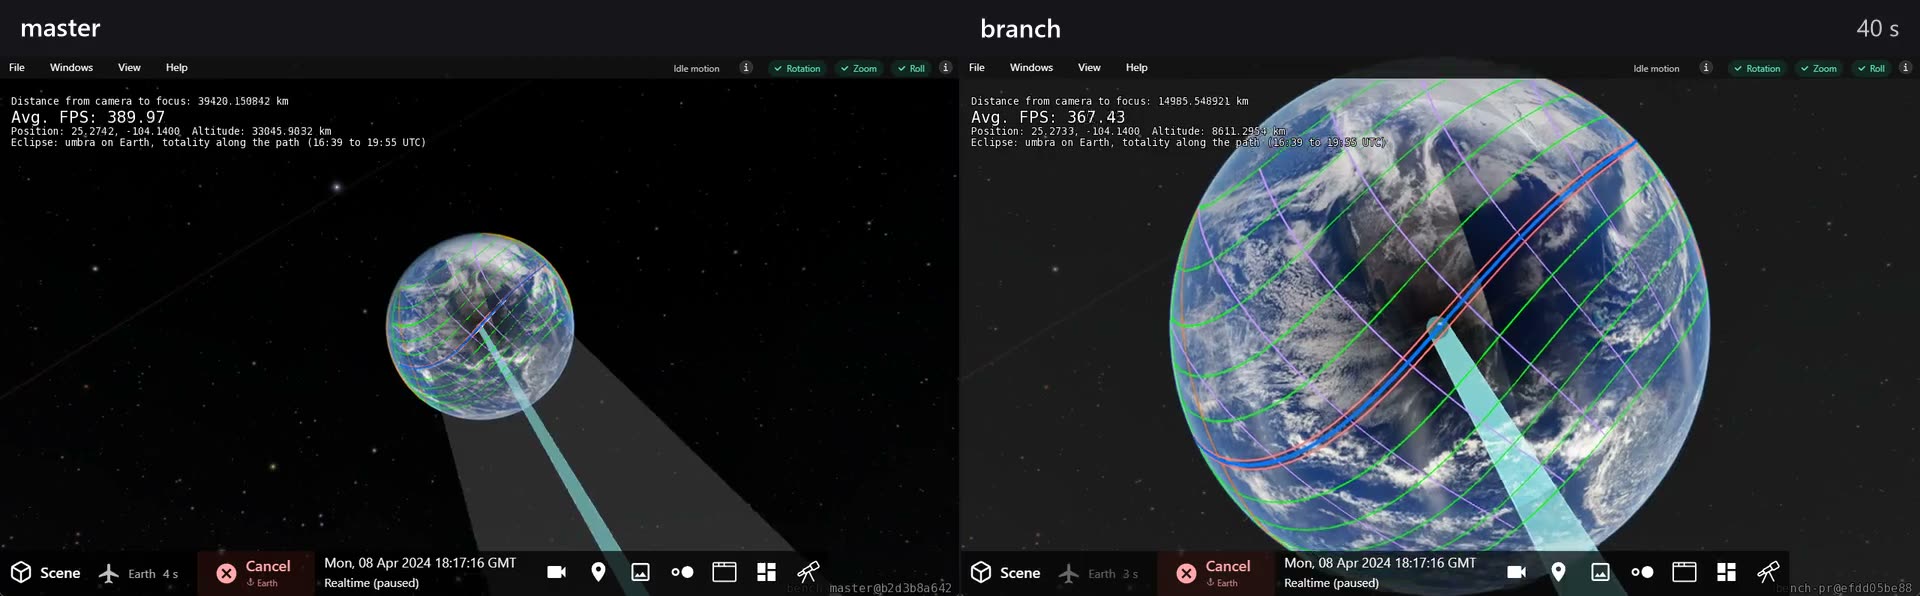 master
File Windows View Help Idle motion i Rotation Zoom Roll i
Distance from camera to focus: 39420.150842 km
Avg. FPS: 389.97
Position: 25.2742, -104.1400 Altitude: 33045.9032 km
Eclipse: umbra on Earth, totality along the path (16:39 to 19:55 UTC)
Scene
Earth 4 s
Cancel
Earth
Mon, 08 Apr 2024 18:17:16 GMT
Realtime (paused)
bench-master@b2d3b8a642
branch
40 s
File Windows View Help Idle motion i Rotation Zoom Roll i
Distance from camera to focus: 14985.548921 km
Avg. FPS: 367.43
Position: 25.2733, -104.1400 Altitude: 8611.2954 km
Eclipse: umbra on Earth, totality along the path (16:39 to 19:55 UTC)
Scene
Earth 3 s
Cancel
Earth
Mon, 08 Apr 2024 18:17:16 GMT
Realtime (paused)
bench-pr@efdd05be88